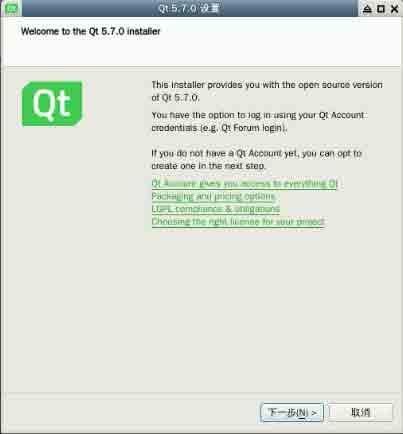 Qt Qt 5.7.0 设置
Welcome to the Qt 5.7.0 installer
Qt
This installer provides you with the open source version
of Qt 5.7.0.
You have the option to log in using your Qt Account
credentials (e.g. Qt Forum login).
If you do not have a Qt Account yet, you can opt to
create one in the next step.
Qt Account gives you access to everything Qt
Packaging and pricing options
LGPL compliance & obligations
Choosing the right license for your project
下一步(N) > 取消